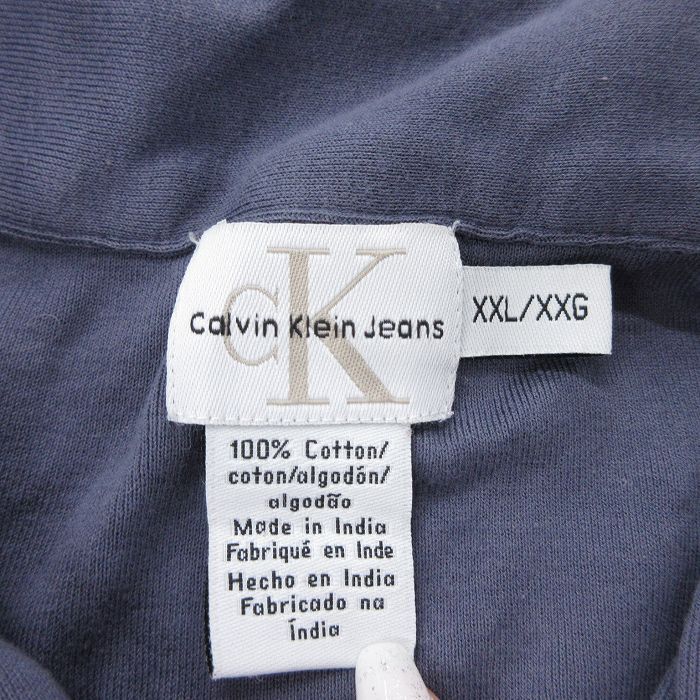 CK
Calvin Klein Jeans
XXL/XXG
100% Cotton/
coton/algodón/
algodão
Made in India
Fabriqué en Inde
Hecho en India
Fabricado na
Índia